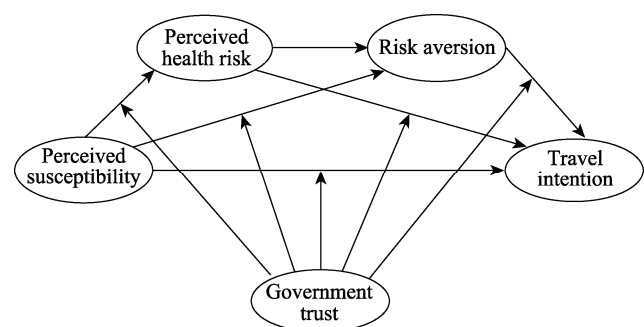 Perceived
health risk
Risk aversion
Perceived
susceptibility
Travel
intention
Government
trust